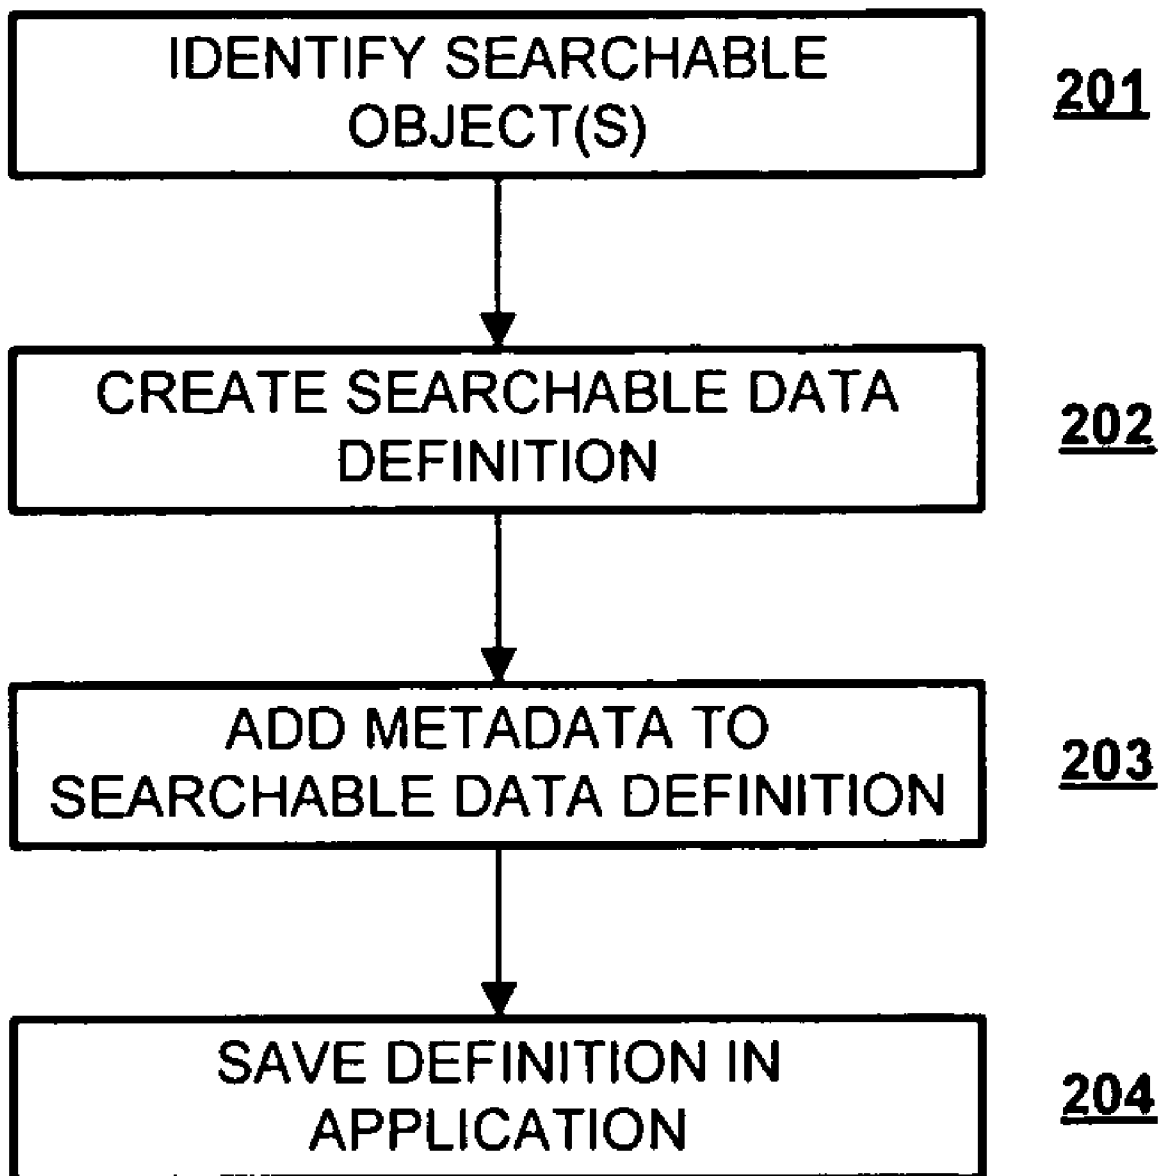 IDENTIFY SEARCHABLE
OBJECT(S)
201
CREATE SEARCHABLE DATA
DEFINITION
202
ADD METADATA TO
SEARCHABLE DATA DEFINITION
203
SAVE DEFINITION IN
APPLICATION
204